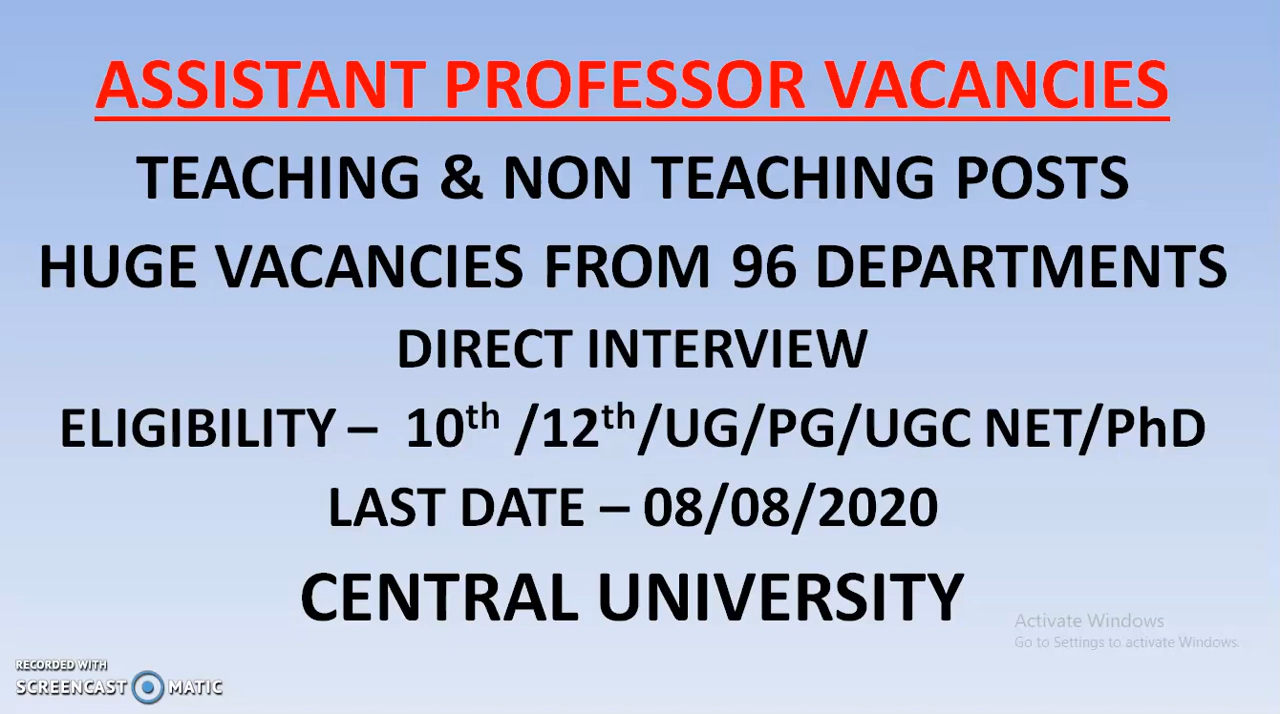 ASSISTANT PROFESSOR VACANCIES
TEACHING & NON TEACHING POSTS
HUGE VACANCIES FROM 96 DEPARTMENTS
DIRECT INTERVIEW
ELIGIBILITY – 10th /12th/UG/PG/UGC NET/PhD
LAST DATE – 08/08/2020
CENTRAL UNIVERSITY
Activate Windows
Go to Settings to activate Windows.
RECORDED WITH
SCREENCAST MATIC